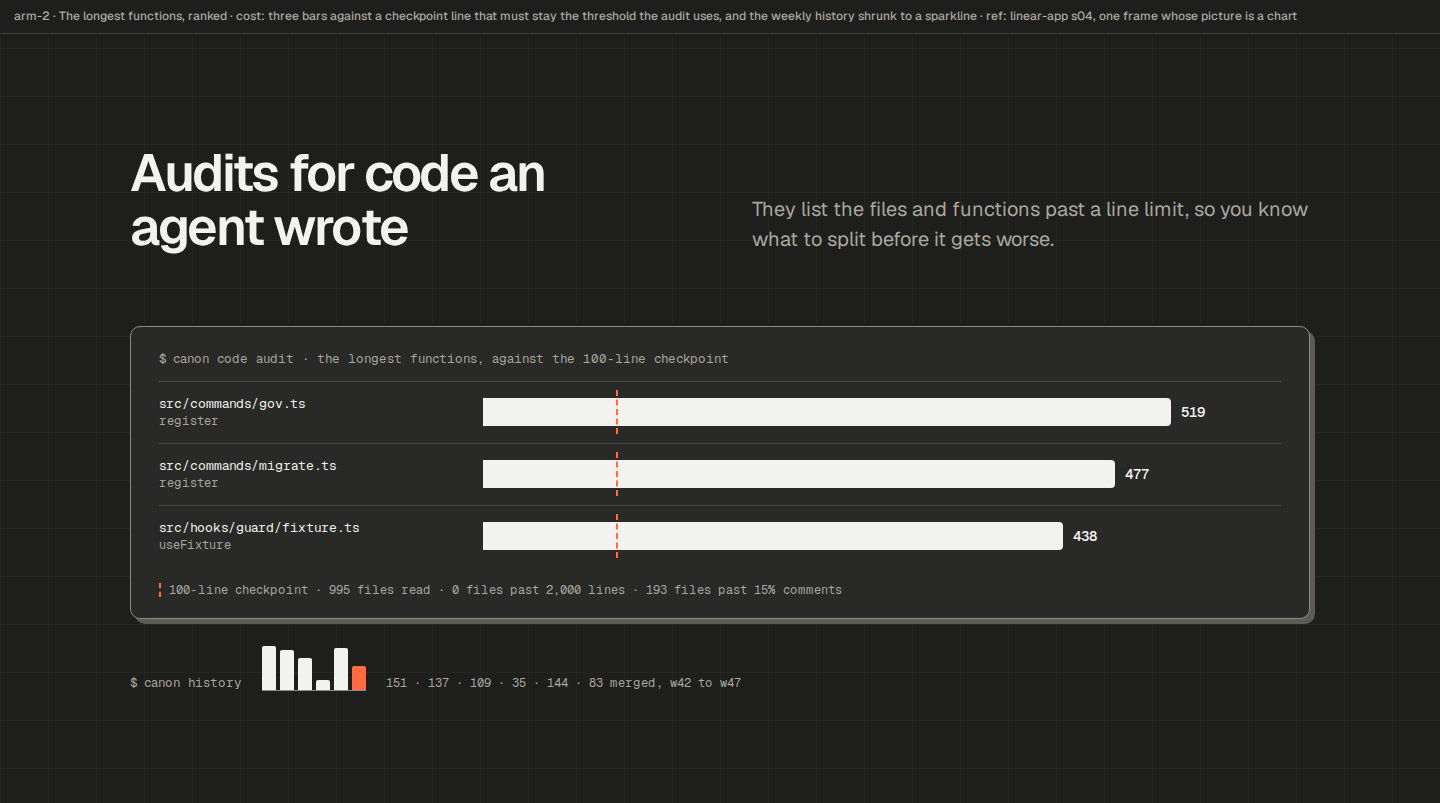 arm-2 · The longest functions, ranked · cost: three bars against a checkpoint line that must stay the threshold the audit uses, and the weekly history shrunk to a sparkline · ref: linear-app s04, one frame whose picture is a chart
Audits for code an
agent wrote
They list the files and functions past a line limit, so you know
what to split before it gets worse.
$ canon code audit · the longest functions, against the 100-line checkpoint
src/commands/gov.ts
register
519
src/commands/migrate.ts
register
477
src/hooks/guard/fixture.ts
useFixture
438
100-line checkpoint · 995 files read · 0 files past 2,000 lines · 193 files past 15% comments
$ canon history
151 · 137 · 109 · 35 · 144 · 83 merged, w42 to w47